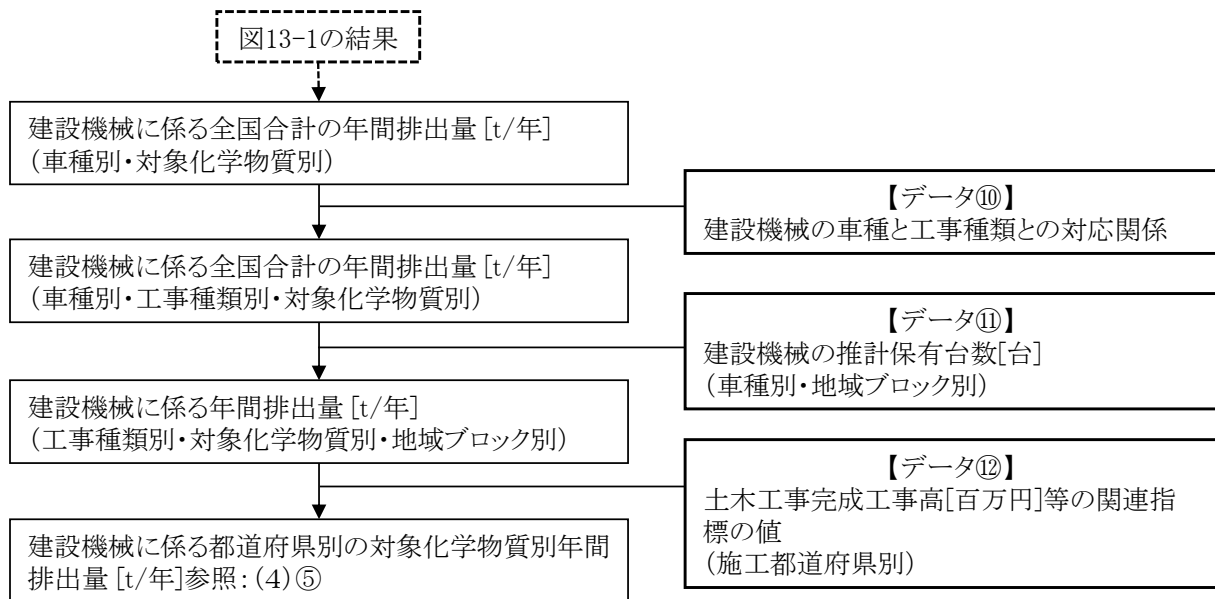 図13-1の結果
建設機械に係る全国合計の年間排出量[t/年]
（車種別・対象化学物質別）
【データ⑩】
建設機械の車種と工事種類との対応関係
建設機械に係る全国合計の年間排出量[t/年]
（車種別・工事種類別・対象化学物質別）
【データ⑪】
建設機械の推計保有台数[台]
（車種別・地域ブロック別）
建設機械に係る年間排出量[t/年]
（工事種類別・対象化学物質別・地域ブロック別）
【データ⑫】
土木工事完成工事高[百万円]等の関連指
標の値
(施工都道府県別）
建設機械に係る都道府県別の対象化学物質別年間
排出量[t/年]参照：(4)⑤